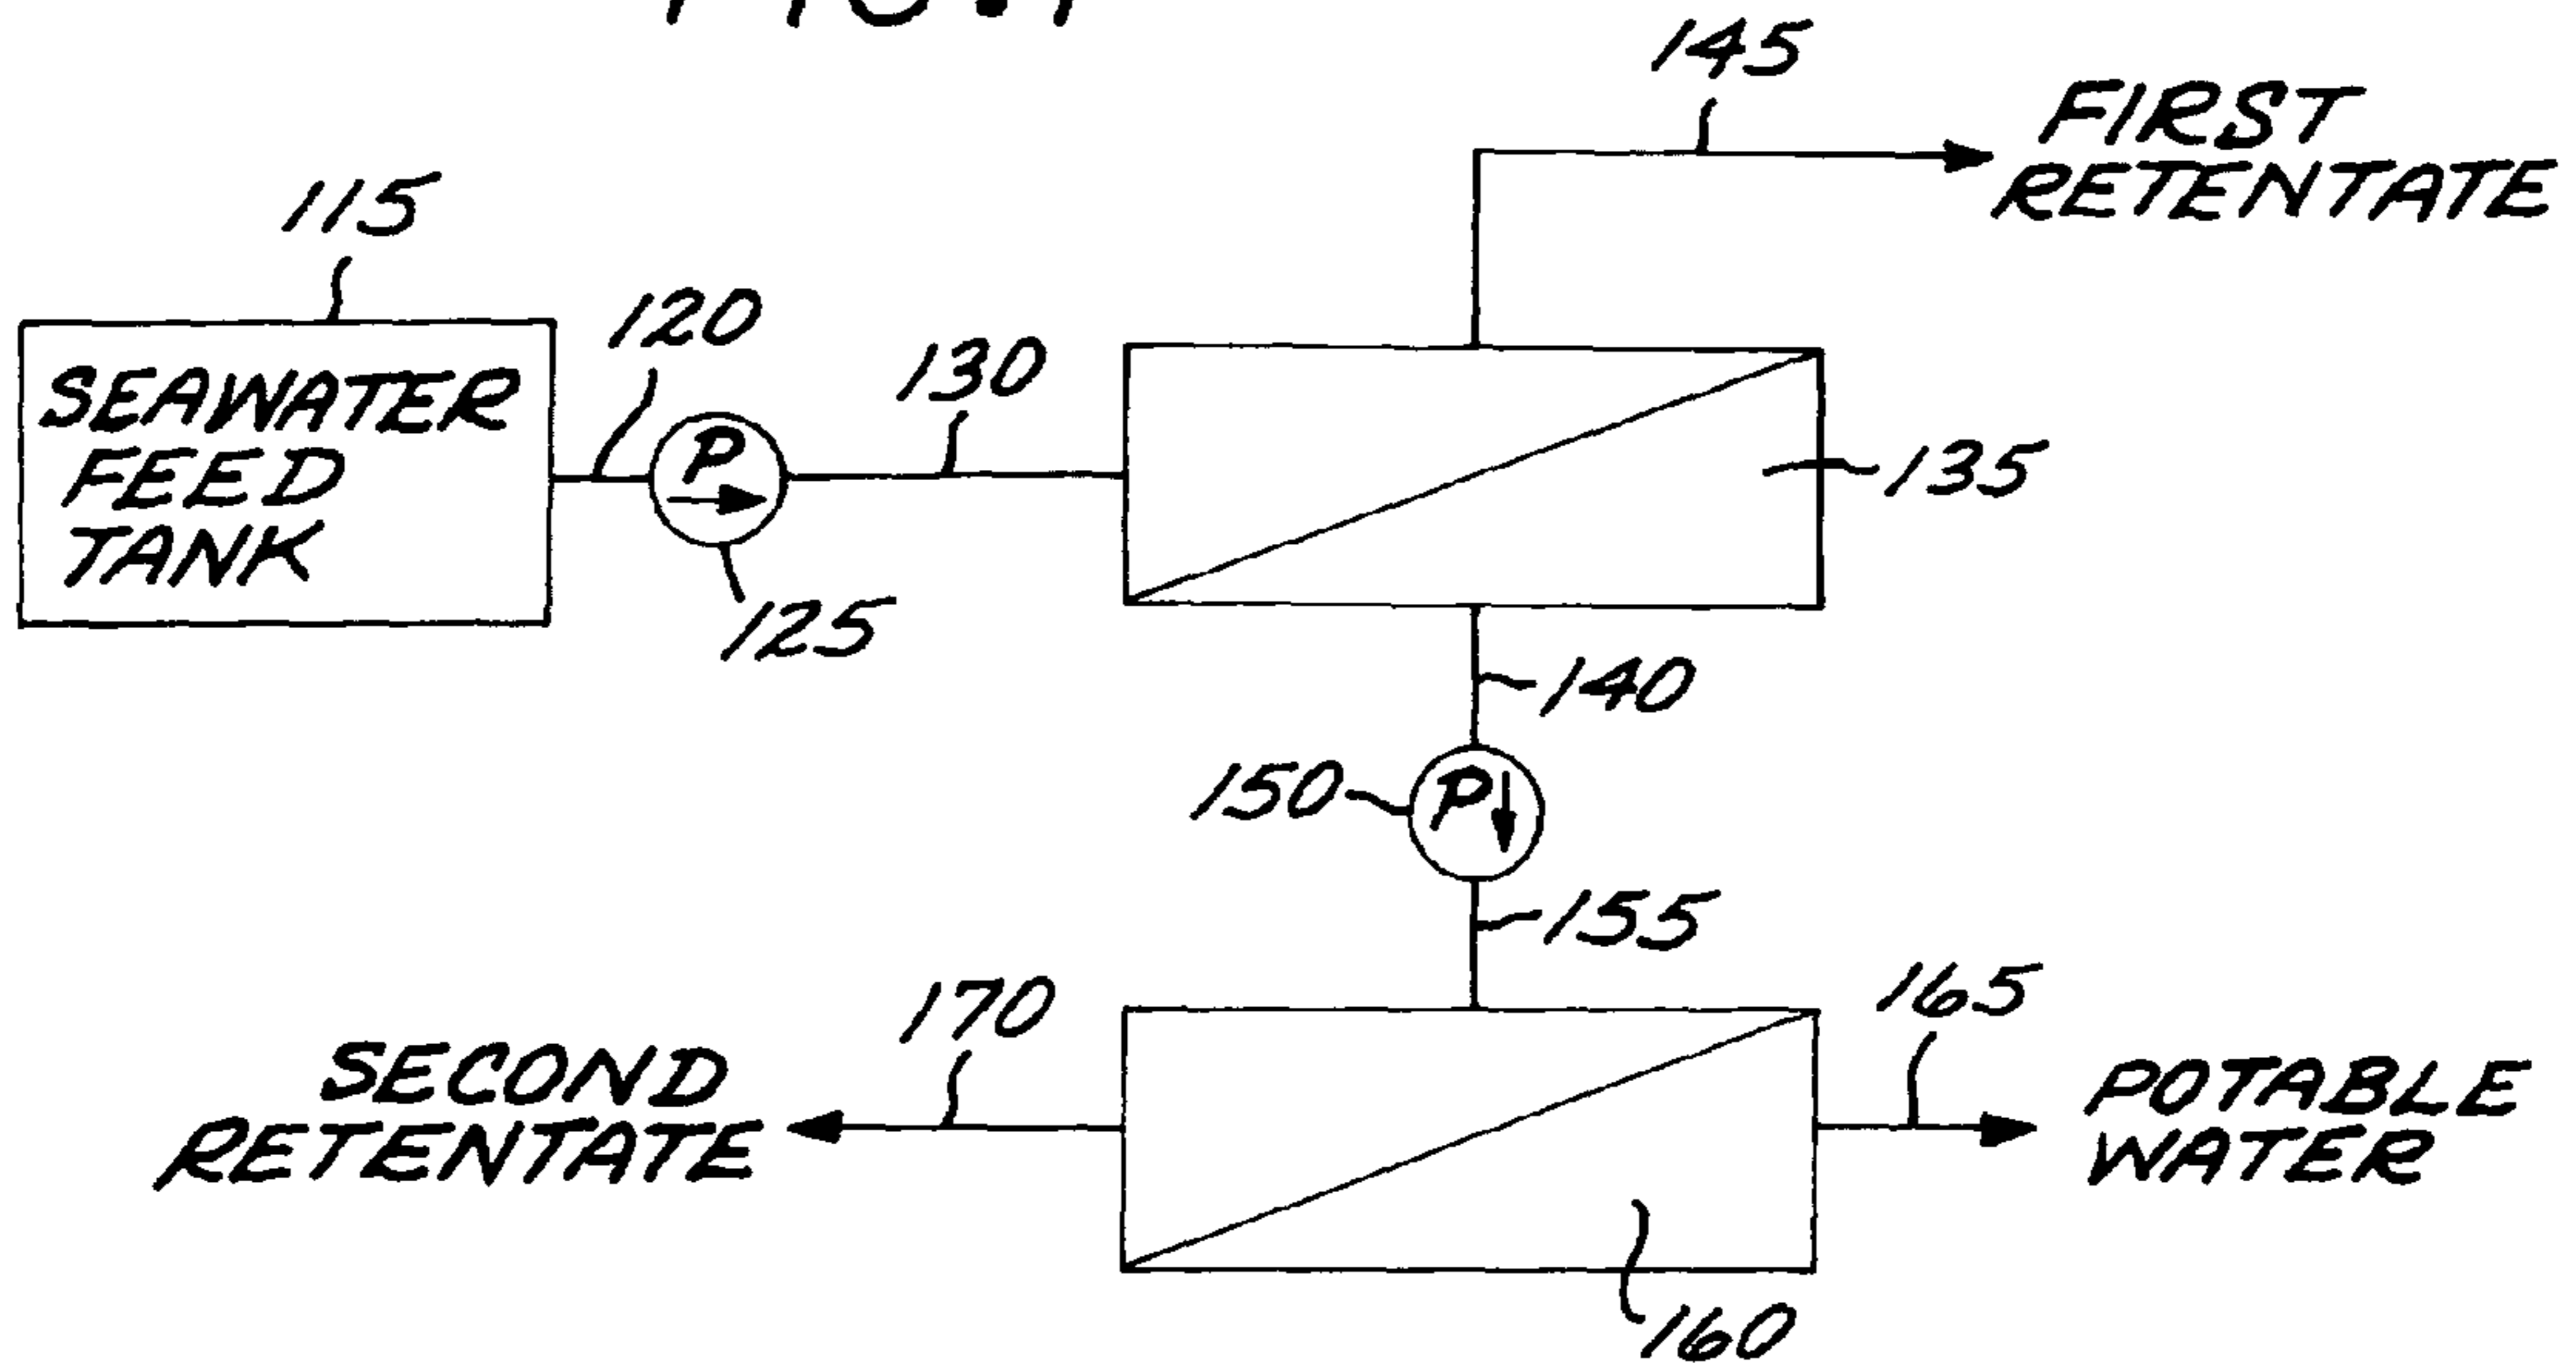 145
FIRST
RETENTATE
115
120
130
SEAWATER
FEED
TANK
P
135
125
140
150
P
155
170
165
SECOND
RETENTATE
POTABLE
WATER
160